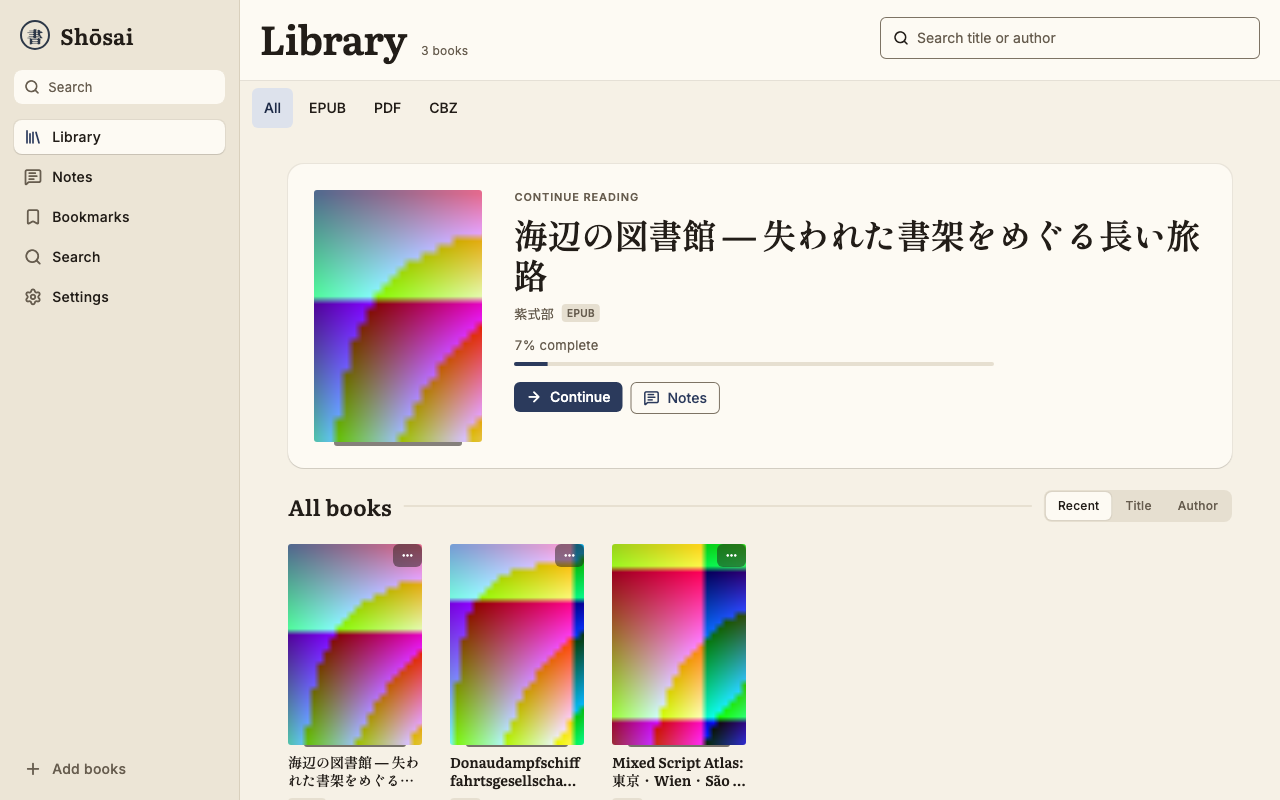 書 Shōsai
Search
Library
Notes
Bookmarks
Search
Settings
Add books
Library
3 books
Search title or author
All
EPUB
PDF
CBZ
CONTINUE READING
海辺の図書館 — 失われた書架をめぐる長い旅
路
紫式部
EPUB
7% complete
Continue
Notes
All books
Recent
Title
Author
海辺の図書館 — 失わ
れた書架をめぐる…
Donaudampfschiff
fahrtsgesellscha…
Mixed Script Atlas:
東京・Wien・São …